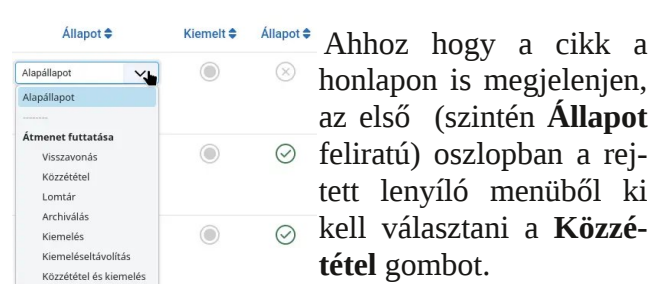 Állapot Kiemelt Állapot
Alapállapot
Alapállapot
--------
Átmenet futtatása
Visszavonás
Közzététel
Lomtár
Archiválás
Kiemelés
Kiemeléseltávolítás
Közzététel és kiemelés
Ahhoz hogy a cikk a
honlapon is megjelenjen,
az első (szintén Állapot
feliratú) oszlopban a rej-
tett lenyíló menüből ki
kell választani a Közzé-
tétel gombot.